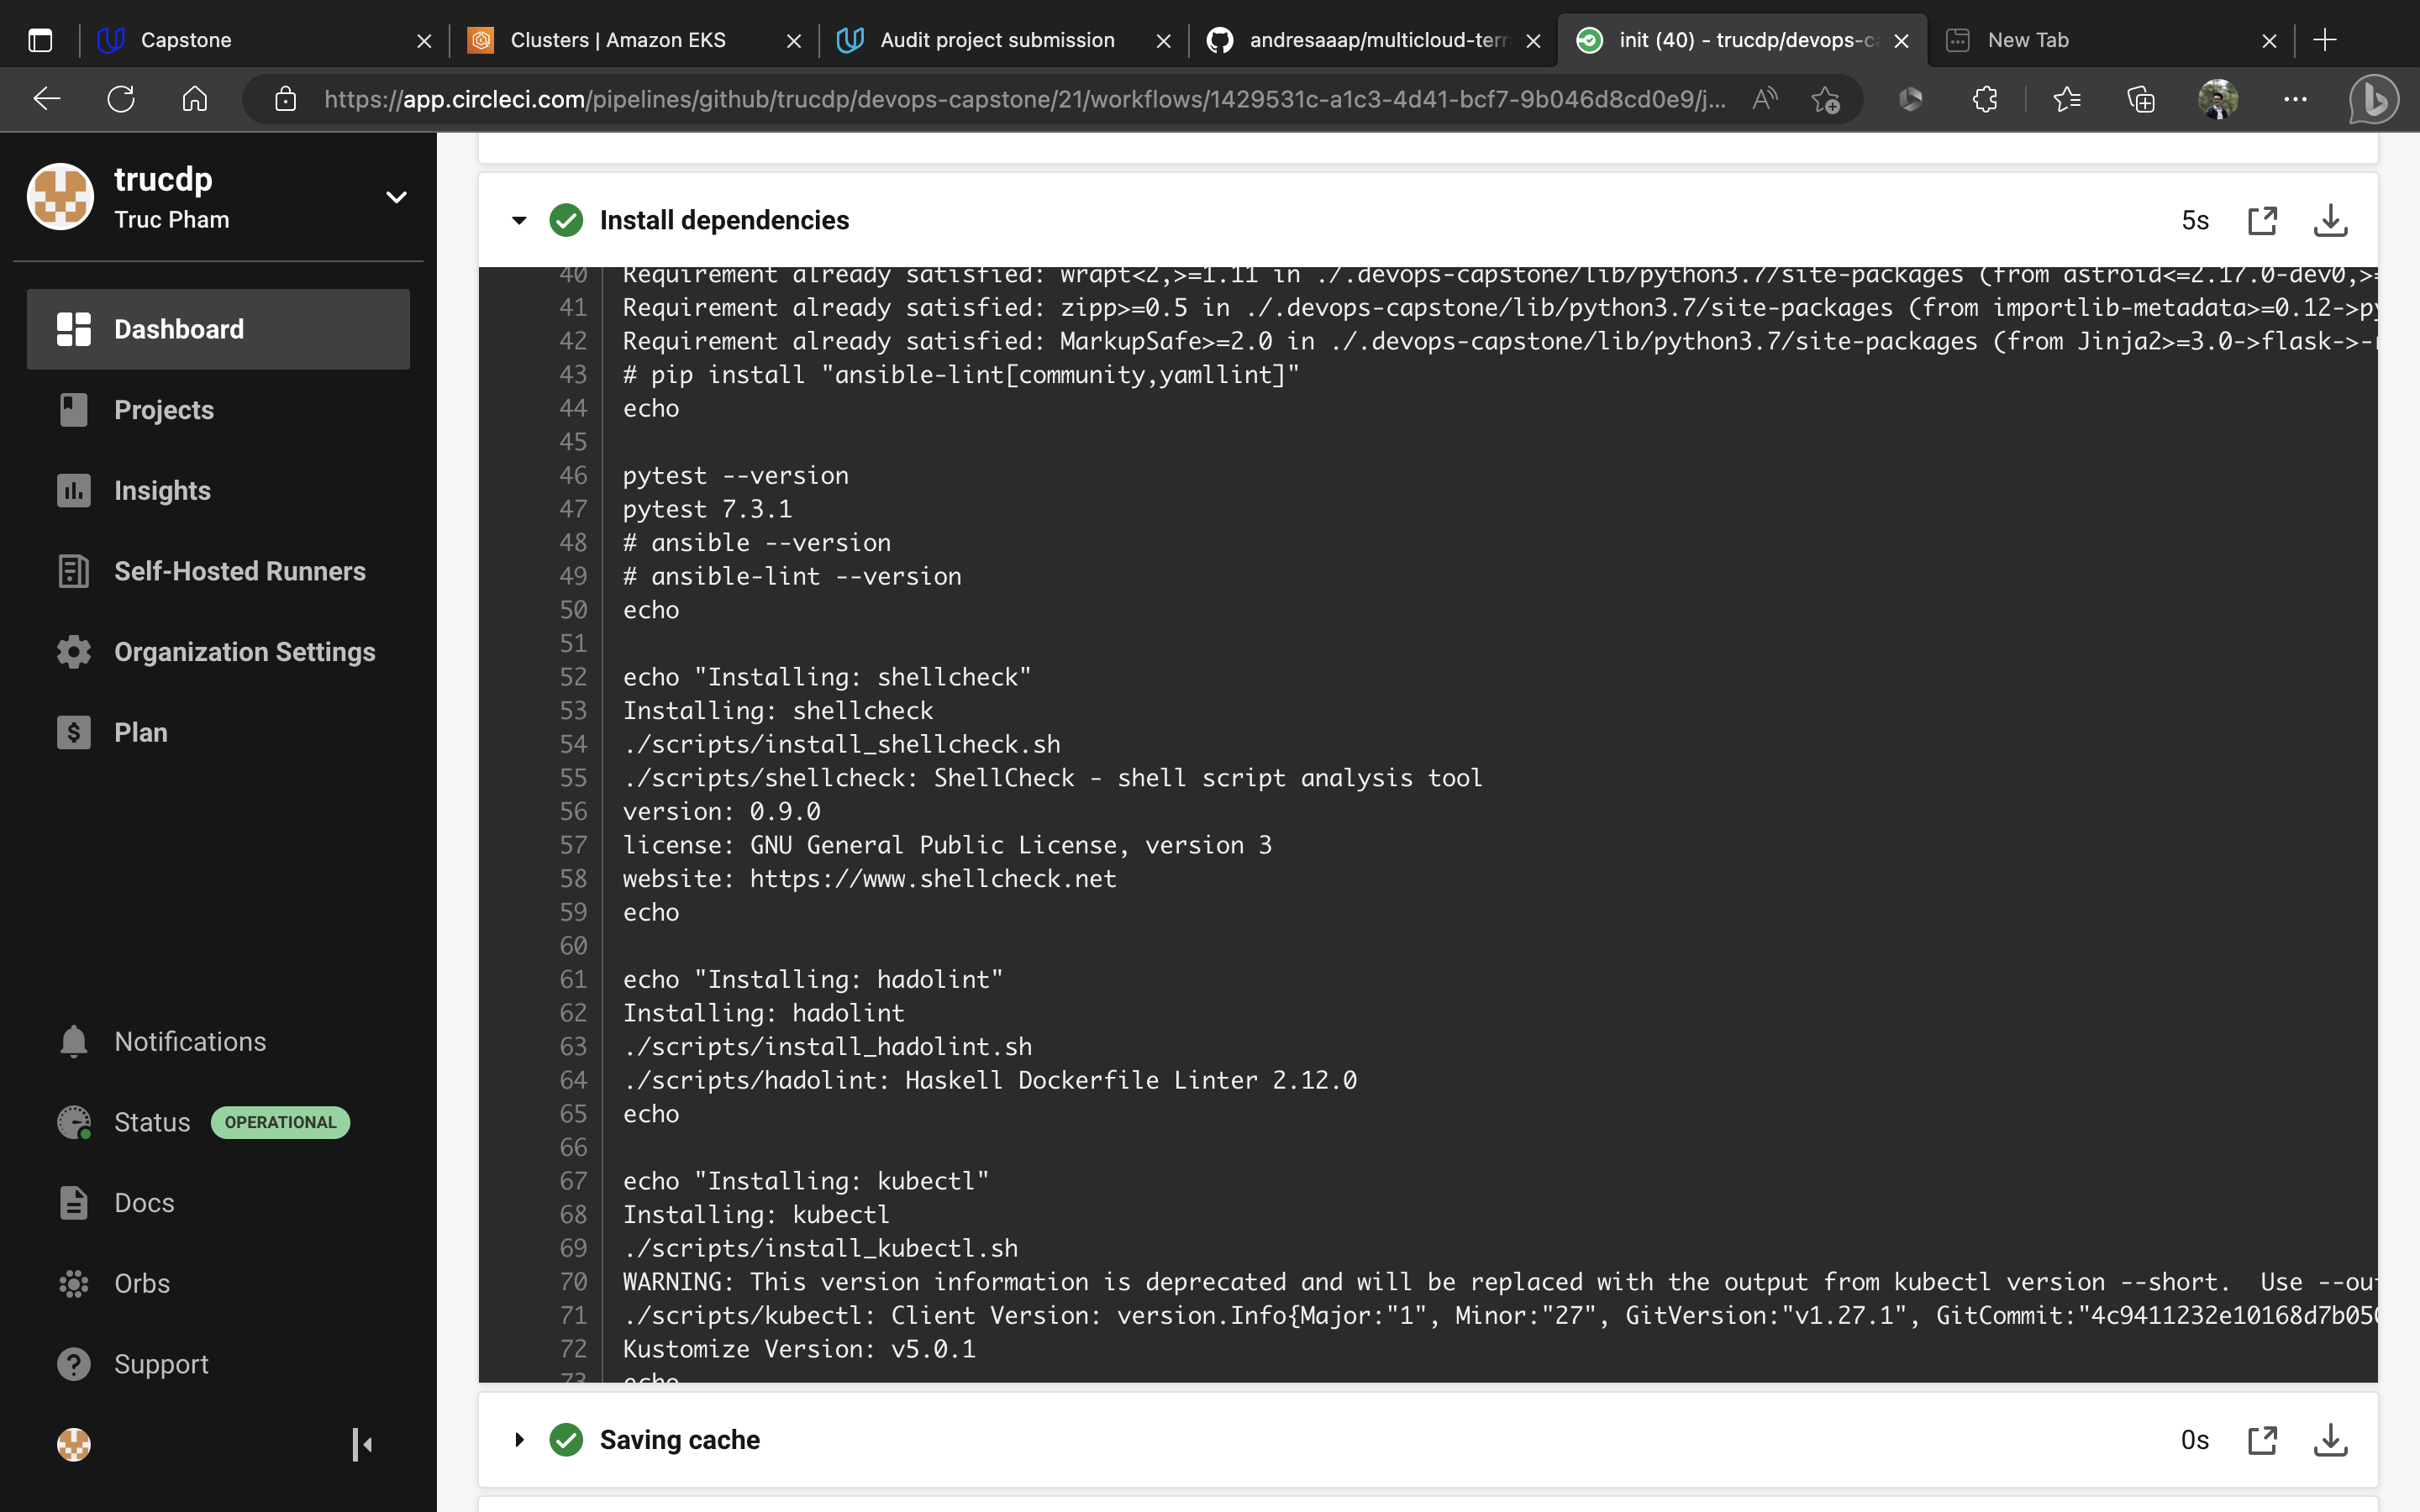 Capstone
Clusters | Amazon EKS
Audit project submission
andresaaap/multicloud-terr
init (40) - trucdp/devops-ca
New Tab
https://app.circleci.com/pipelines/github/trucdp/devops-capstone/21/workflows/1429531c-a1c3-4d41-bcf7-9b046d8cd0e9/j...
trucdp
Truc Pham
Dashboard
Projects
Insights
Self-Hosted Runners
Organization Settings
Plan
Notifications
Status OPERATIONAL
Docs
Orbs
Support
Install dependencies 5s
40 Requirement already satisfied: wrapt<2,>=1.11 in ./.devops-capstone/lib/python3.7/site-packages (from astroid<=2.17.0-dev0,>=
41 Requirement already satisfied: zipp>=0.5 in ./.devops-capstone/lib/python3.7/site-packages (from importlib-metadata>=0.12->py
42 Requirement already satisfied: MarkupSafe>=2.0 in ./.devops-capstone/lib/python3.7/site-packages (from Jinja2>=3.0->flask->-r
43 # pip install "ansible-lint[community,yamllint]"
44 echo
45
46 pytest --version
47 pytest 7.3.1
48 # ansible --version
49 # ansible-lint --version
50 echo
51
52 echo "Installing: shellcheck"
53 Installing: shellcheck
54 ./scripts/install_shellcheck.sh
55 ./scripts/shellcheck: ShellCheck - shell script analysis tool
56 version: 0.9.0
57 license: GNU General Public License, version 3
58 website: https://www.shellcheck.net
59 echo
60
61 echo "Installing: hadolint"
62 Installing: hadolint
63 ./scripts/install_hadolint.sh
64 ./scripts/hadolint: Haskell Dockerfile Linter 2.12.0
65 echo
66
67 echo "Installing: kubectl"
68 Installing: kubectl
69 ./scripts/install_kubectl.sh
70 WARNING: This version information is deprecated and will be replaced with the output from kubectl version --short.  Use --out
71 ./scripts/kubectl: Client Version: version.Info{Major:"1", Minor:"27", GitVersion:"v1.27.1", GitCommit:"4c9411232e10168d7b050
72 Kustomize Version: v5.0.1
73 echo
Saving cache 0s